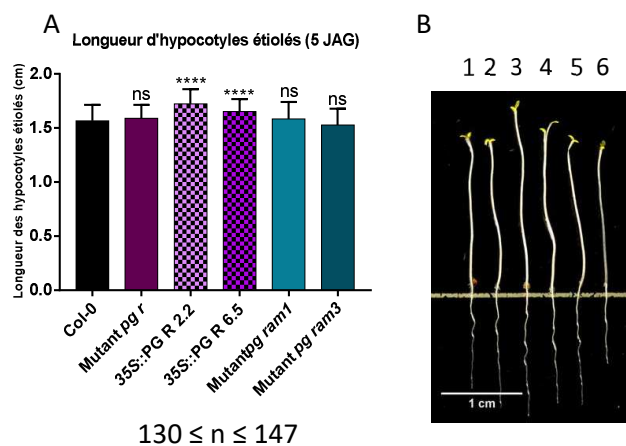 A
Longueur d'hypocotyles étiolés (5 JAG)
Longueur des hypocotyles étiolés (cm)
2.0
1.5
1.0
0.5
0.0
ns
****
****
ns
ns
Col-0
Mutant pg r
35S::PG R 2.2
35S::PG R 6.5
Mutantpg ram1
Mutant pg ram3
130 ≤ n ≤ 147
B
1 2 3 4 5 6
1 cm